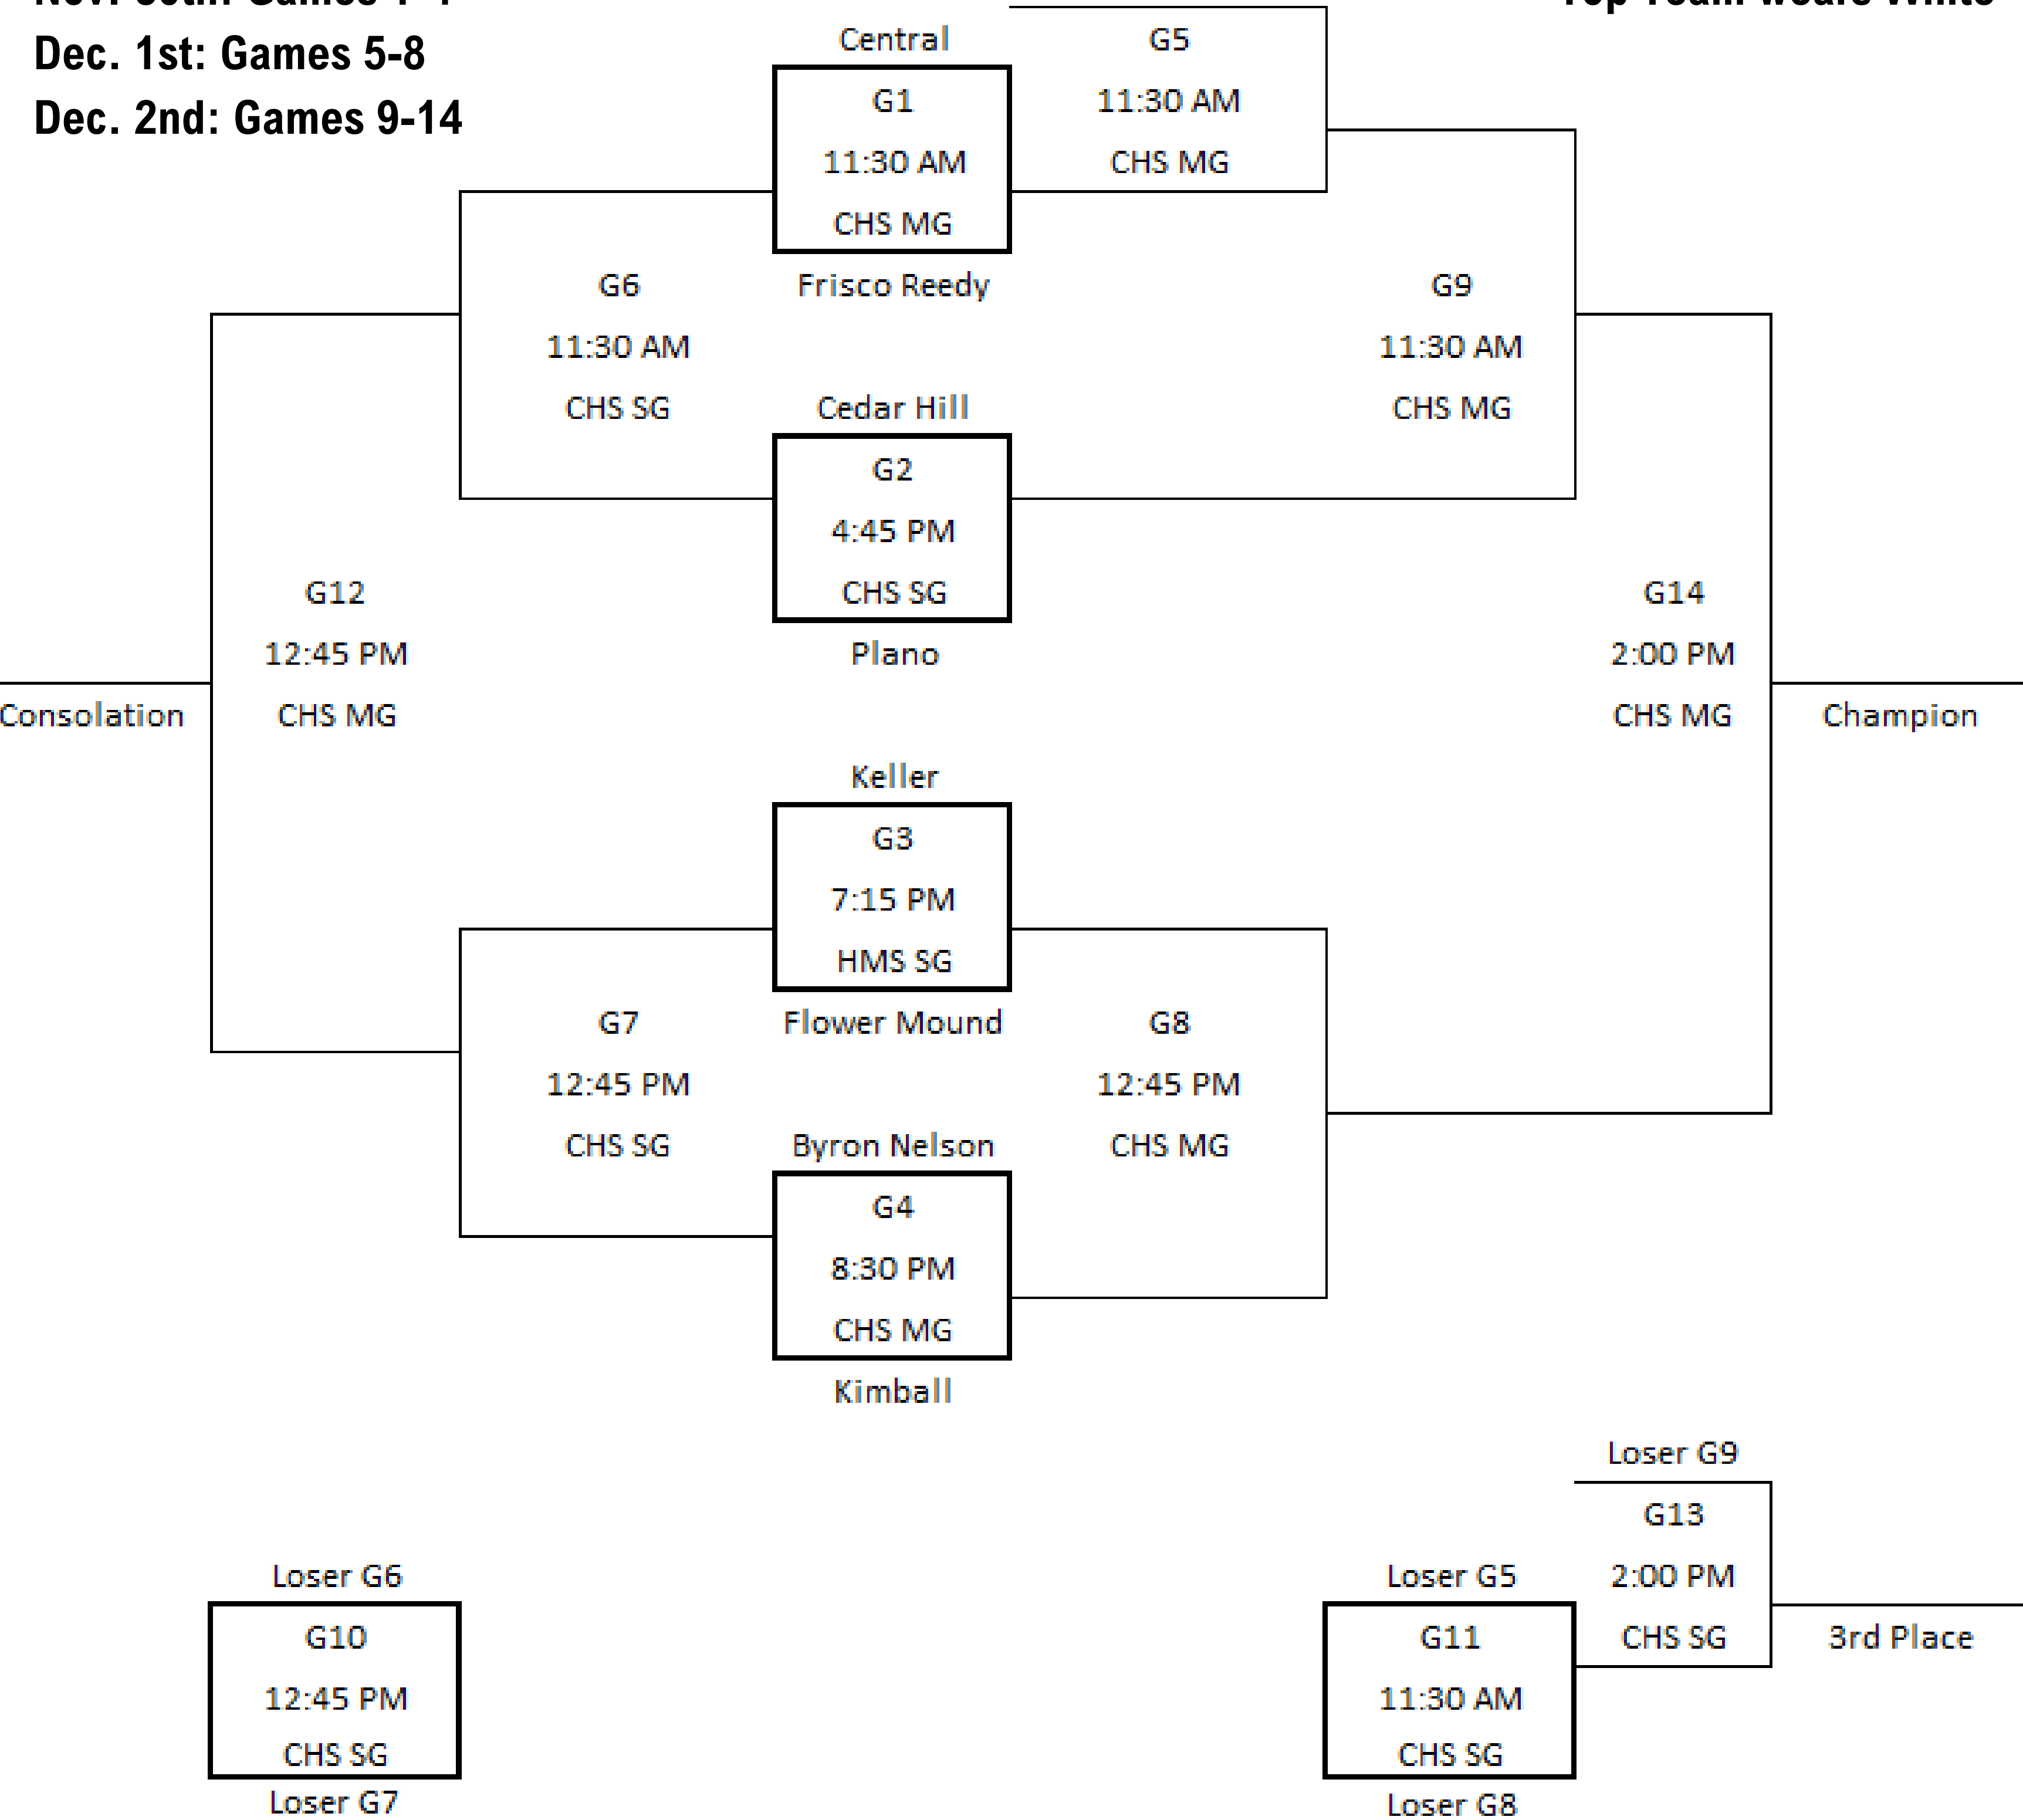 Dec. 1st: Games 5-8
Dec. 2nd: Games 9-14
Central
G1
11:30 AM
CHS MG
Frisco Reedy
G5
11:30 AM
CHS MG
G6
11:30 AM
CHS SG
Cedar Hill
G2
4:45 PM
CHS SG
Plano
G9
11:30 AM
CHS MG
G12
12:45 PM
CHS MG
Consolation
G14
2:00 PM
CHS MG
Champion
Keller
G3
7:15 PM
HMS SG
Flower Mound
G7
12:45 PM
CHS SG
G8
12:45 PM
CHS MG
Byron Nelson
G4
8:30 PM
CHS MG
Kimball
Loser G9
G13
2:00 PM
CHS SG
3rd Place
Loser G6
G10
12:45 PM
CHS SG
Loser G7
Loser G5
G11
11:30 AM
CHS SG
Loser G8